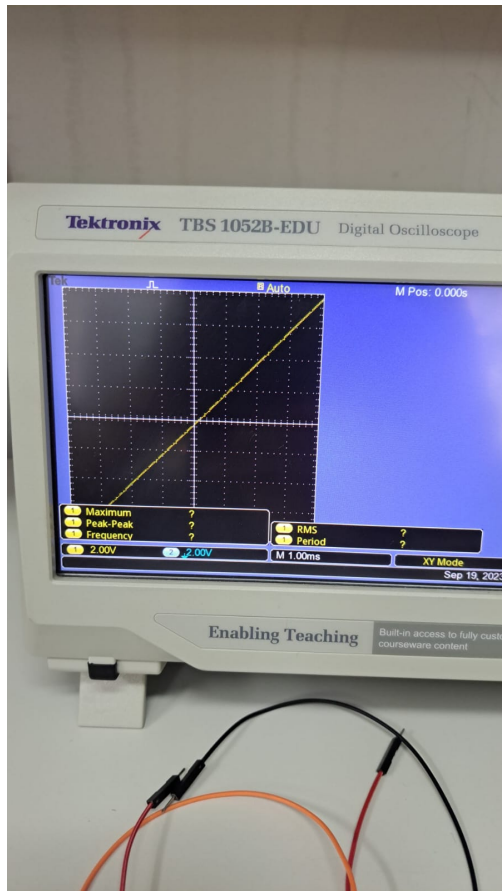 Tektronix TBS 1052B-EDU Digital Oscilloscope
Tek Auto M Pos: 0.000s
1 Maximum ?
1 Peak-Peak ?
1 Frequency ?
1 RMS ?
1 Period ?
1 2.00V 2 2.00V M 1.00ms XY Mode
Sep 19, 2023
Enabling Teaching
Built-in access to fully
courseware content